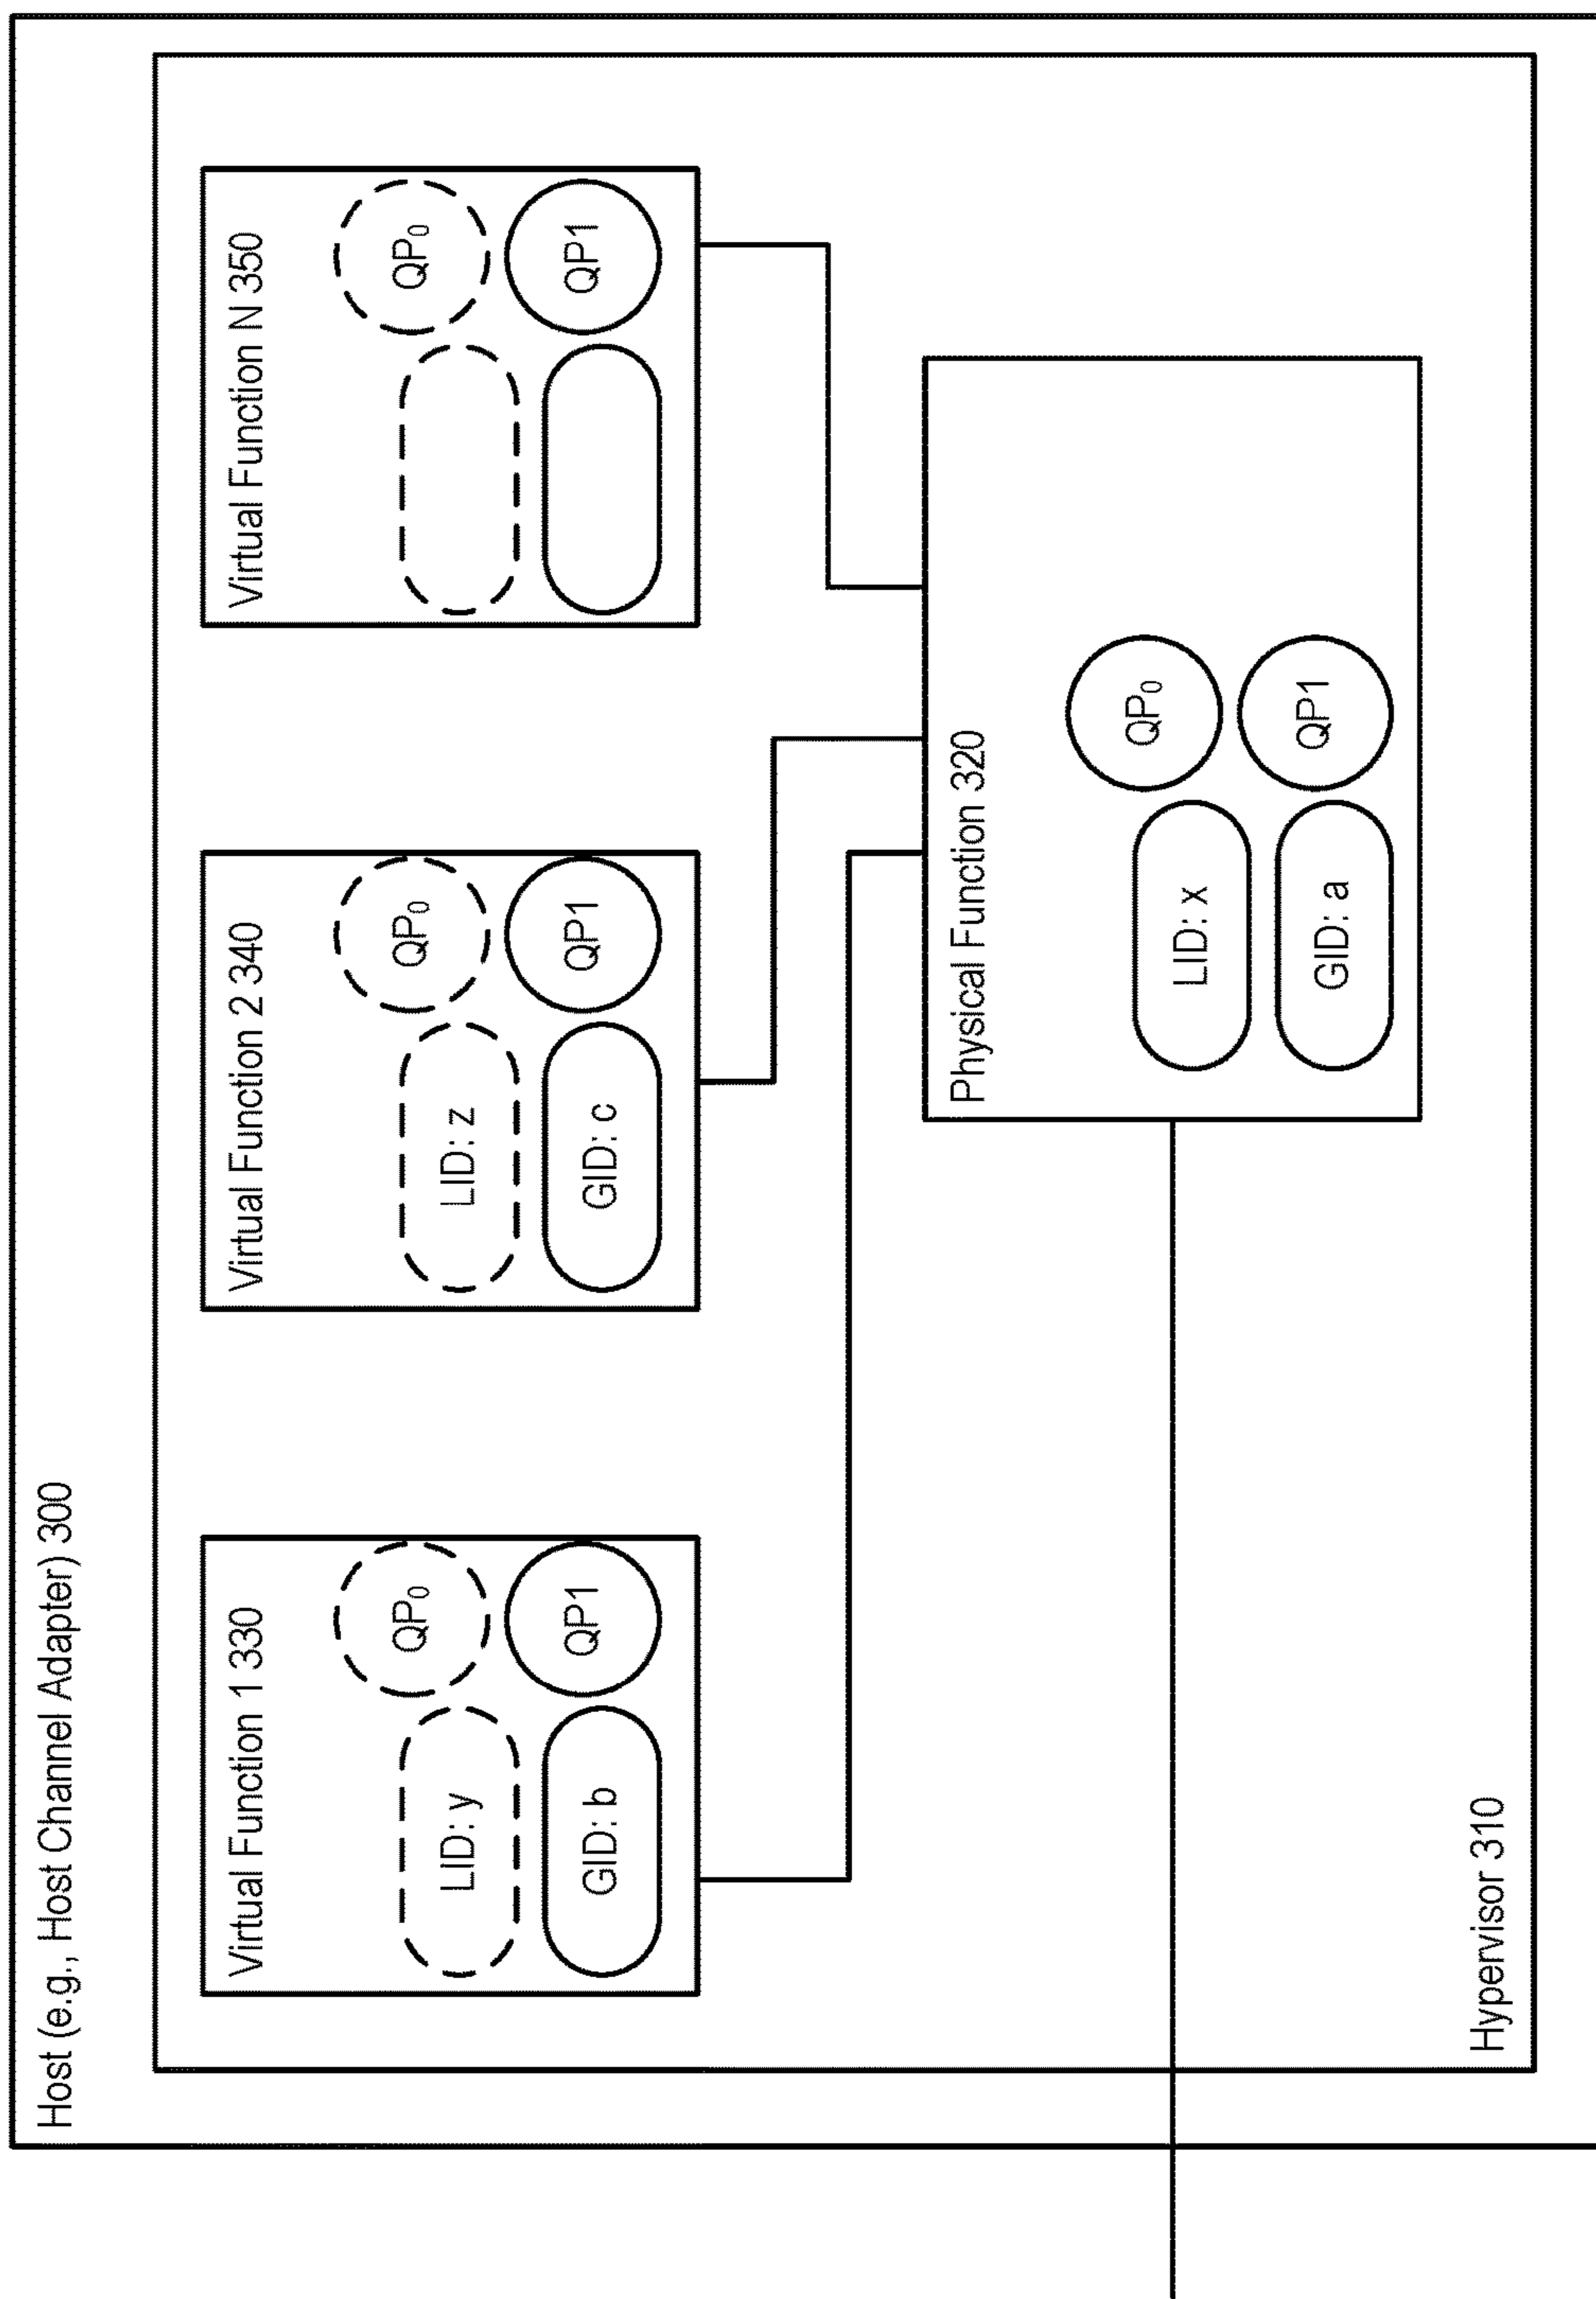 Host (e.g., Host Channel Adapter) 300
Virtual Function 1 330
QP₀
LID: y
QP1
GID: b
Virtual Function 2 340
QP₀
LID: z
QP1
GID: c
Virtual Function N 350
QP₀
QP1
Physical Function 320
QP₀
LID: x
QP1
GID: a
Hypervisor 310